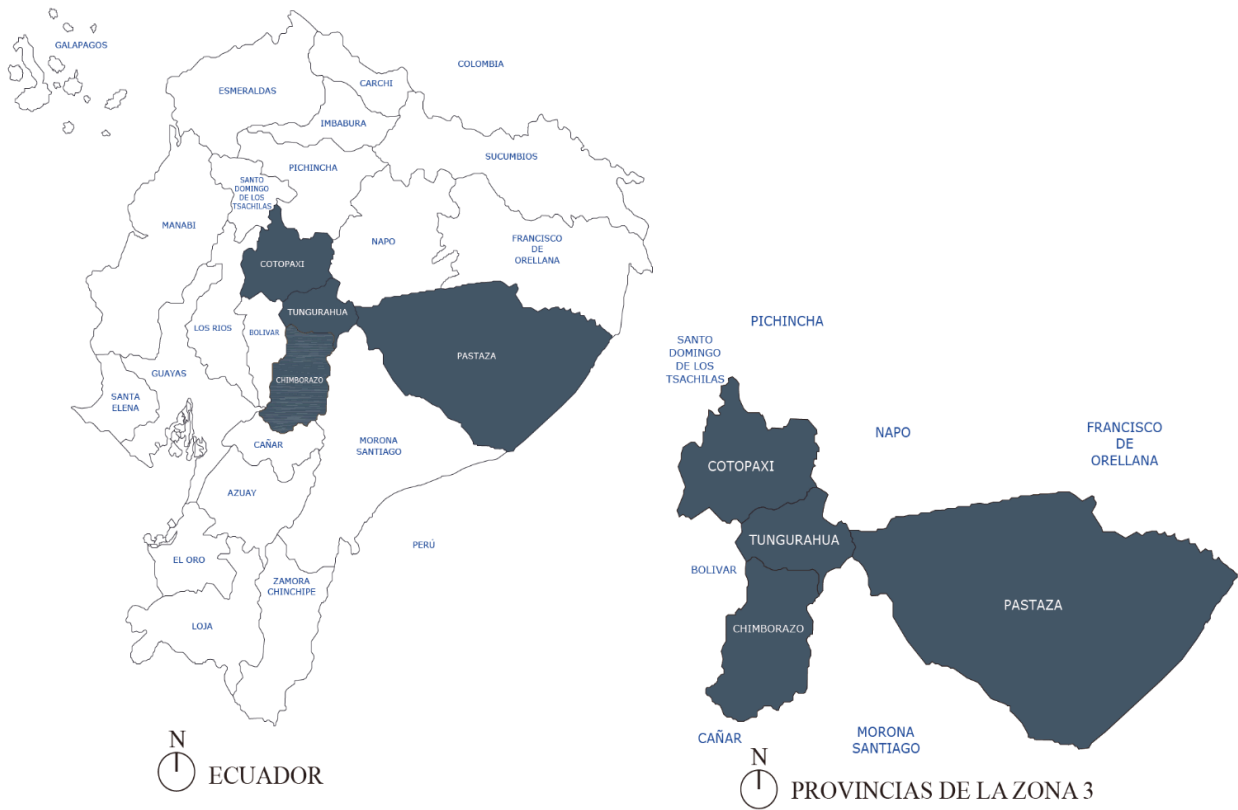 GALAPAGOS
COLOMBIA
CARCHI
ESMERALDAS
IMBABURA
SUCUMBIOS
PICHINCHA
SANTO
DOMINGO
DE LOS
TSACHILAS
MANABI
NAPO
FRANCISCO
DE
ORELLANA
COTOPAXI
TUNGURAHUA
LOS RIOS
BOLIVAR
PASTAZA
GUAYAS
CHIMBORAZO
SANTA
ELENA
CAÑAR
MORONA
SANTIAGO
AZUAY
PERÚ
EL ORO
ZAMORA
CHINCHIPE
LOJA
N
ECUADOR
PICHINCHA
SANTO
DOMINGO
DE LOS
TSACHILAS
NAPO
FRANCISCO
DE
ORELLANA
COTOPAXI
TUNGURAHUA
BOLIVAR
PASTAZA
CHIMBORAZO
CAÑAR
MORONA
SANTIAGO
N
PROVINCIAS DE LA ZONA 3